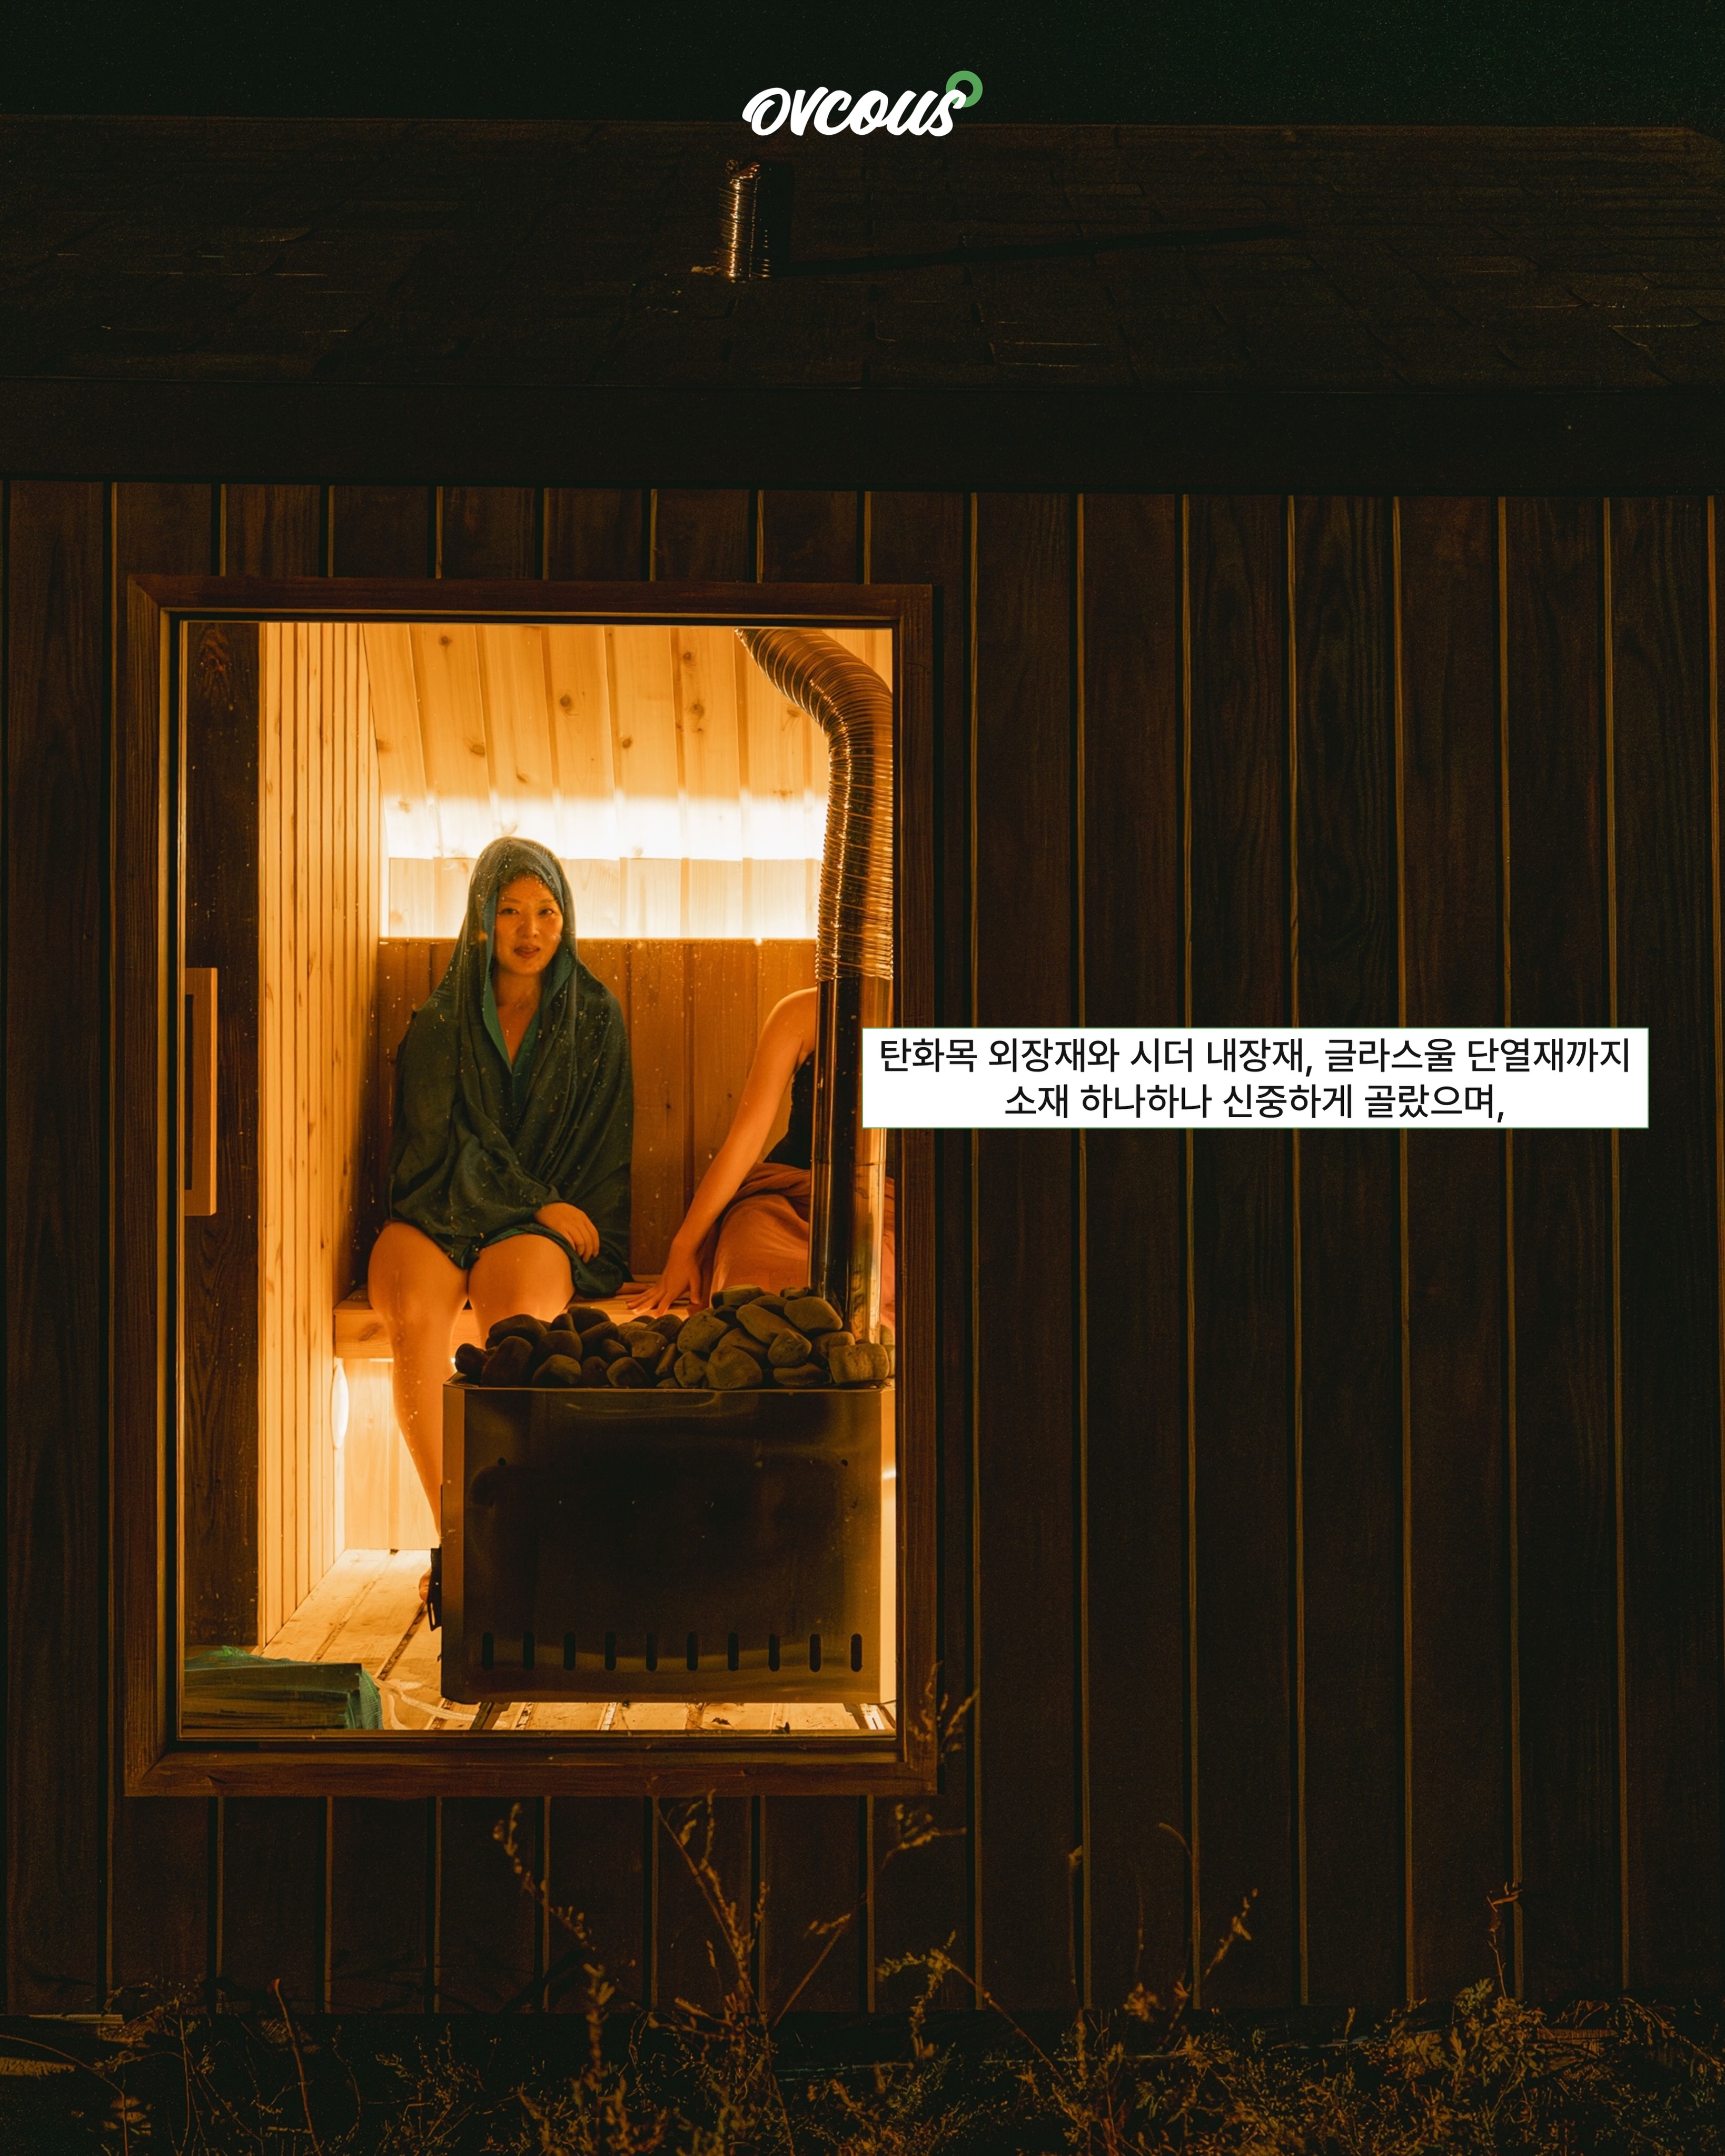 ovcous
탄화목 외장재와 시더 내장재, 글라스울 단열재까지
소재 하나하나 신중하게 골랐으며,